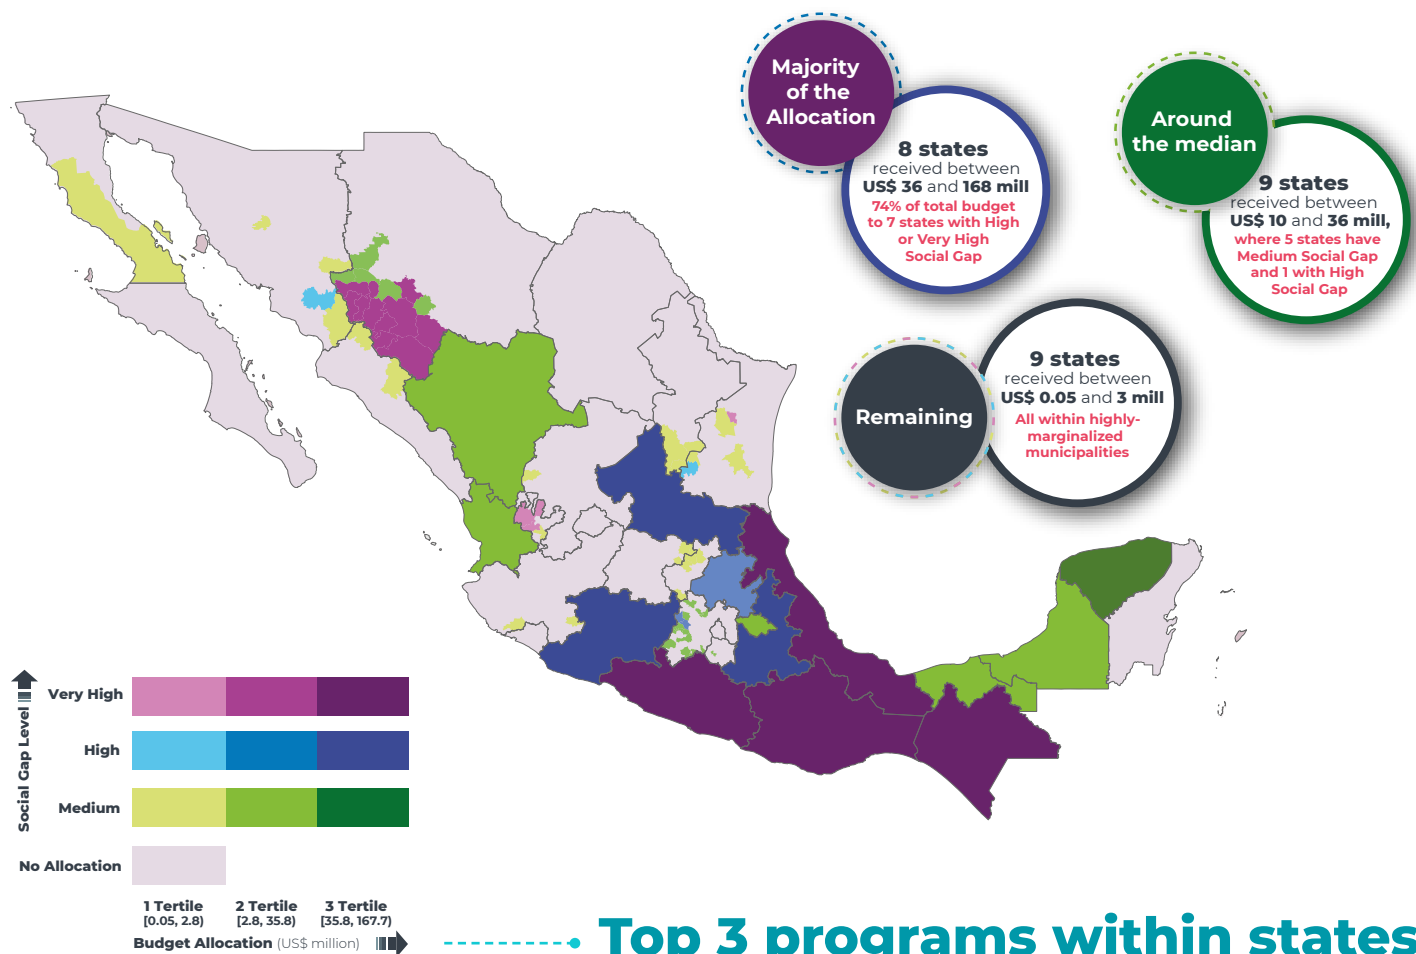 Majority
of the
Allocation
8 states
received between
US$ 36 and 168 mill
74% of total budget
to 7 states with High
or Very High
Social Gap
Around
the median
9 states
received between
US$ 10 and 36 mill,
where 5 states have
Medium Social Gap
and 1 with High
Social Gap
Remaining
9 states
received between
US$ 0.05 and 3 mill
All within highly-
marginalized
municipalities
Social Gap Level
Very High
High
Medium
No Allocation
1 Tertile
[0.05, 2.8)
2 Tertile
[2.8, 35.8)
3 Tertile
[35.8, 167.7)
Budget Allocation (US$ million)
Top 3 programs within states